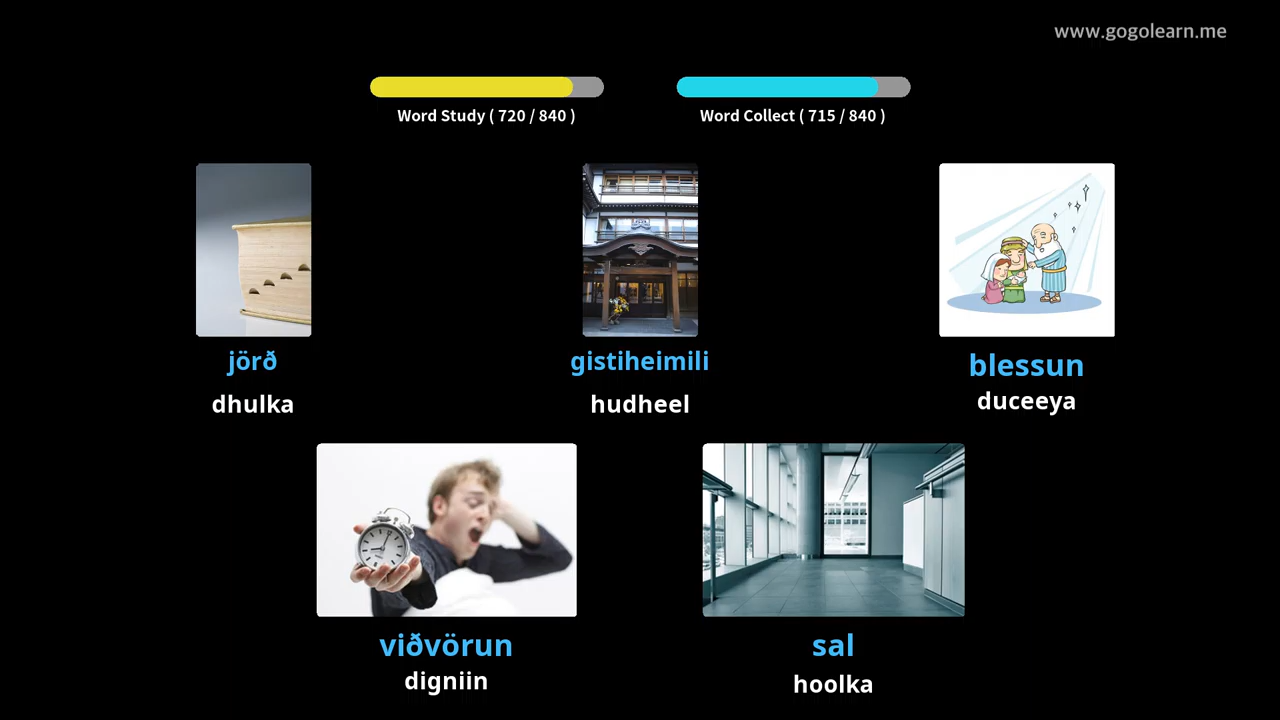 www.gogolearn.me
Word Study ( 720 / 840 )
Word Collect ( 715 / 840 )
jörð
dhulka
gistiheimili
hudheel
blessun
duceeya
viðvörun
digniin
sal
hoolka